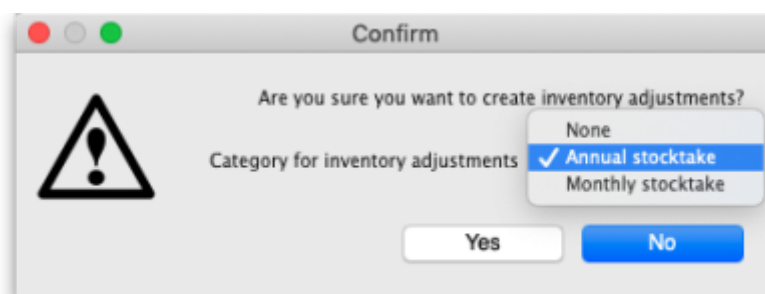 Confirm
Are you sure you want to create inventory adjustments?
None
Category for inventory adjustments ✓ Annual stocktake
Monthly stocktake
Yes No